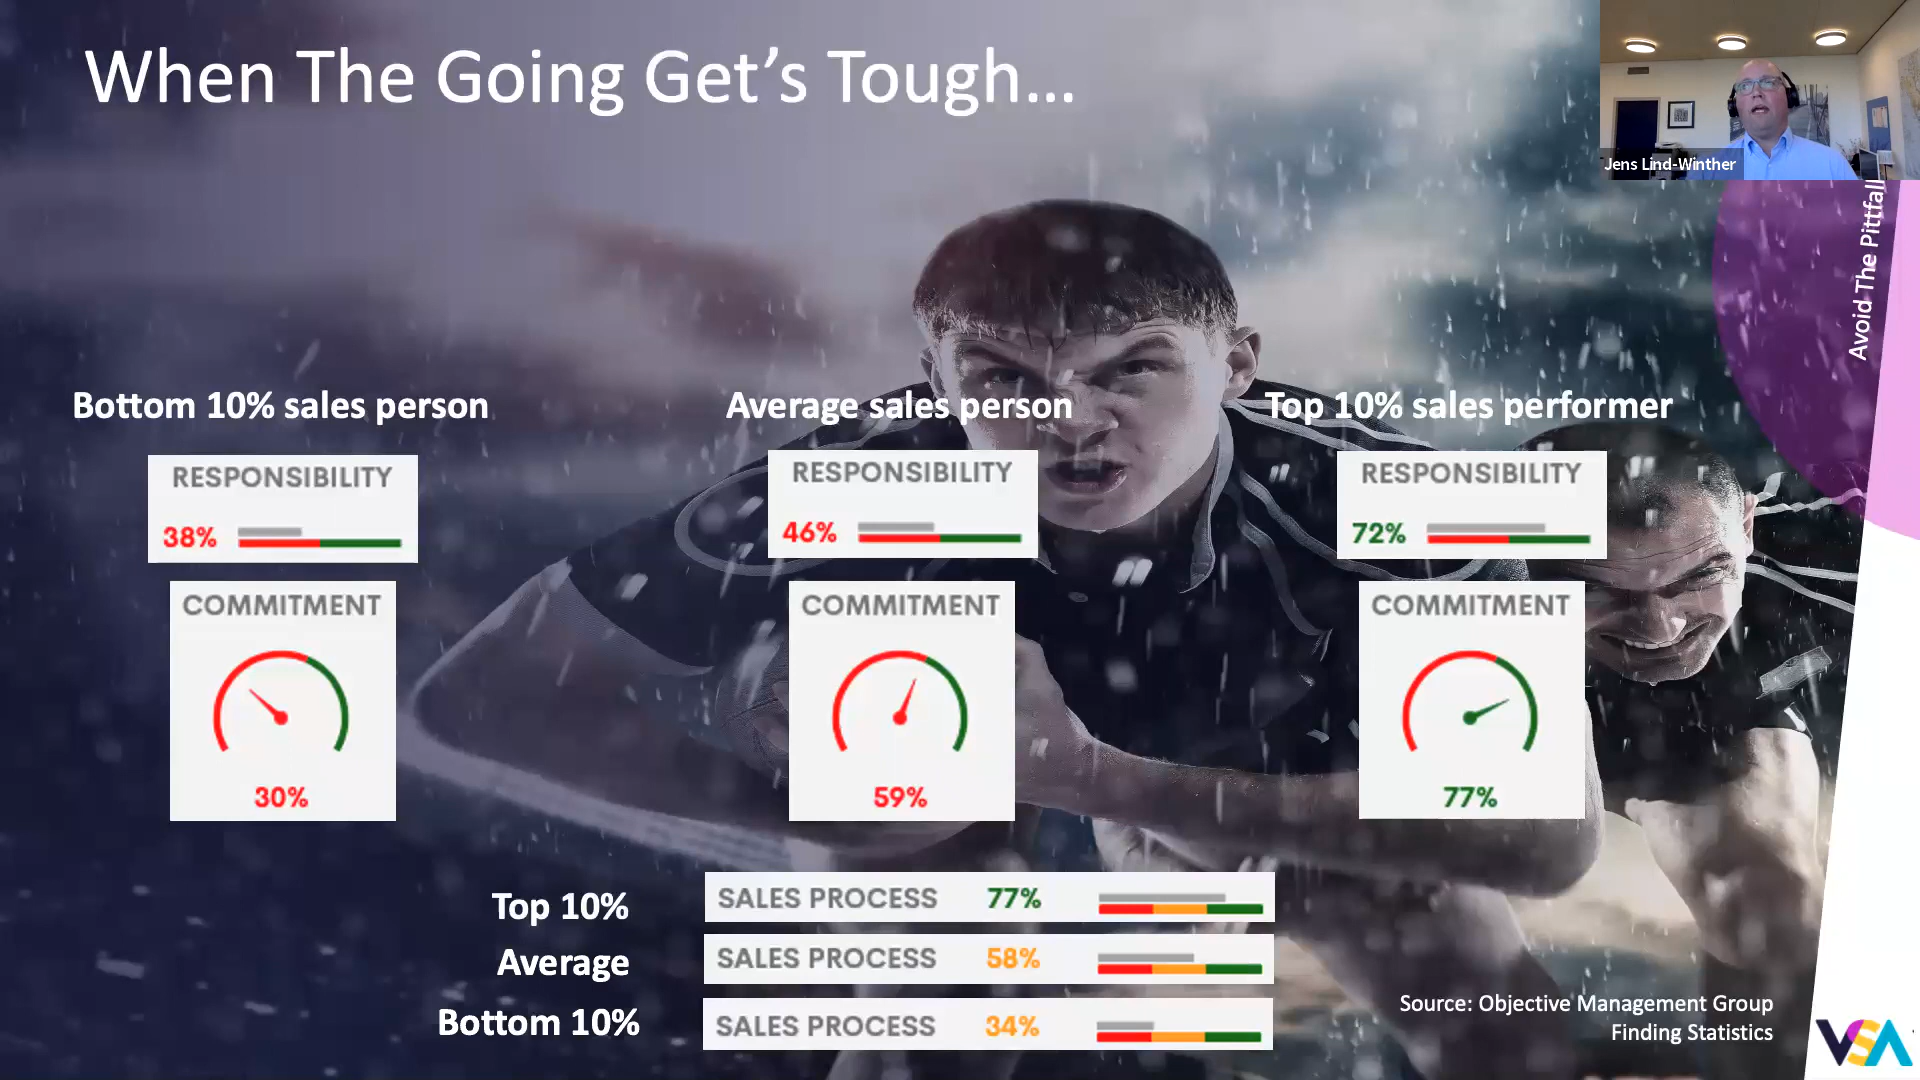 When The Going Get’s Tough...
Jens Lind-Winther
Avoid The Pittfall
Bottom 10% sales person
Average sales person
Top 10% sales performer
RESPONSIBILITY
38%
RESPONSIBILITY
46%
RESPONSIBILITY
72%
COMMITMENT
30%
COMMITMENT
59%
COMMITMENT
77%
Top 10%
SALES PROCESS 77%
Average
SALES PROCESS 58%
Bottom 10%
SALES PROCESS 34%
Source: Objective Management Group
Finding Statistics
VSA